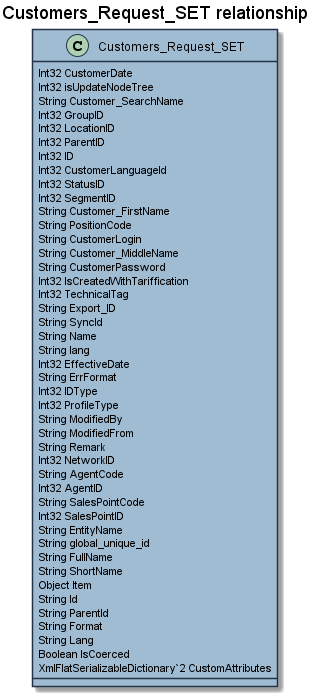 Customers_Request_SET relationship
C Customers_Request_SET
Int32 CustomerDate
Int32 isUpdateNodeTree
String Customer_SearchName
Int32 GroupID
Int32 LocationID
Int32 ParentID
Int32 ID
Int32 CustomerLanguageId
Int32 StatusID
Int32 SegmentID
String Customer_FirstName
String PositionCode
String CustomerLogin
String Customer_MiddleName
String CustomerPassword
Int32 IsCreatedWithTariffication
Int32 TechnicalTag
String Export_ID
String SyncId
String Name
String lang
Int32 EffectiveDate
String ErrFormat
Int32 IDType
Int32 ProfileType
String ModifiedBy
String ModifiedFrom
String Remark
Int32 NetworkID
String AgentCode
Int32 AgentID
String SalesPointCode
Int32 SalesPointID
String EntityName
String global_unique_id
String FullName
String ShortName
Object Item
String Id
String ParentId
String Format
String Lang
Boolean IsCoerced
XmlFlatSerializableDictionary`2 CustomAttributes